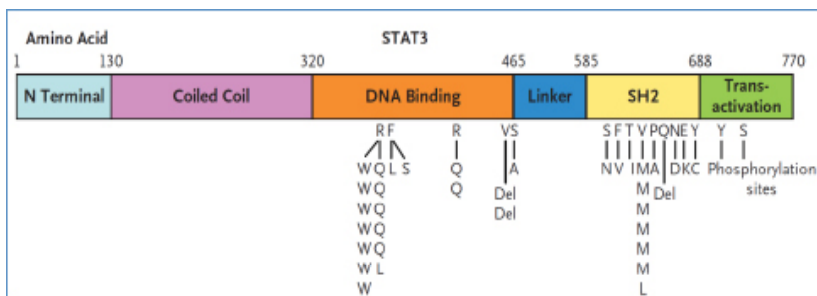 Amino Acid STAT3
1 130 320 465 585 688 770
N Terminal Coiled Coil DNA Binding Linker SH2 Trans-
activation
R F R VS S F T V P Q N E Y Y S
W Q L S Q A N V I M A D K C Phosphorylation
W Q Q Del M Del sites
W Q Del M
W Q M
W Q M
W L M
W L